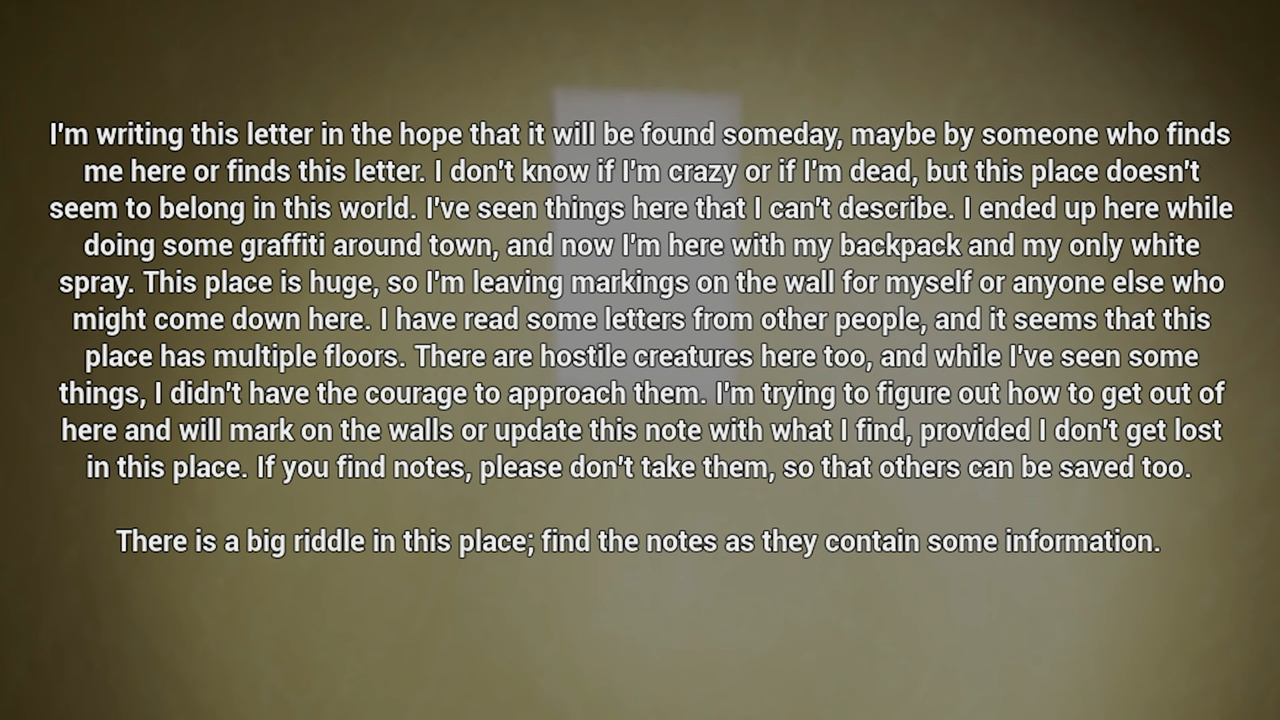 I'm writing this letter in the hope that it will be found someday, maybe by someone who finds
me here or finds this letter. I don't know if I'm crazy or if I'm dead, but this place doesn't
seem to belong in this world. I've seen things here that I can't describe. I ended up here while
doing some graffiti around town, and now I'm here with my backpack and my only white
spray. This place is huge, so I'm leaving markings on the wall for myself or anyone else who
might come down here. I have read some letters from other people, and it seems that this
place has multiple floors. There are hostile creatures here too, and while I've seen some
things, I didn't have the courage to approach them. I'm trying to figure out how to get out of
here and will mark on the walls or update this note with what I find, provided I don't get lost
in this place. If you find notes, please don't take them, so that others can be saved too.
There is a big riddle in this place; find the notes as they contain some information.